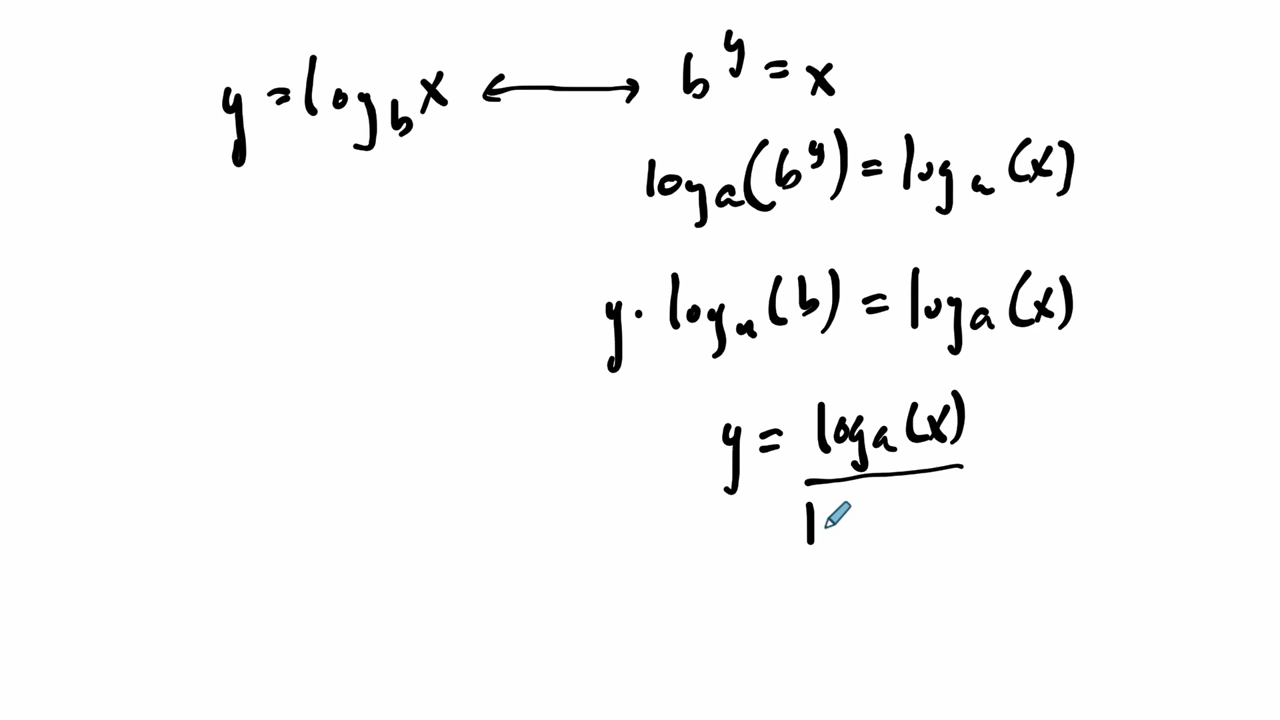 y = log_b x ⟷ b^y = x
log_a(b^y) = log_a(x)
y · log_a(b) = log_a(x)
y = log_a(x)
l